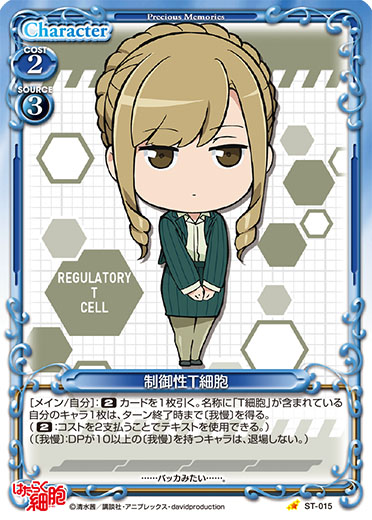 Precious Memories
Character
COST
2
SOURCE
3
REGULATORY
T
CELL
制御性T細胞
[メイン/自分]:2カードを1枚引く。名称に「T細胞」が含まれている
自分のキャラ1枚は、ターン終了時まで〔我慢〕を得る。
(2:コストを2支払うことでテキストを使用できる。)
(〔我慢〕:DPが10以上の〔我慢〕を持つキャラは、退場しない。)
……バッカみたい……。
はたらく細胞
©清水茜/講談社・アニプレックス・davidproduction
ST-015